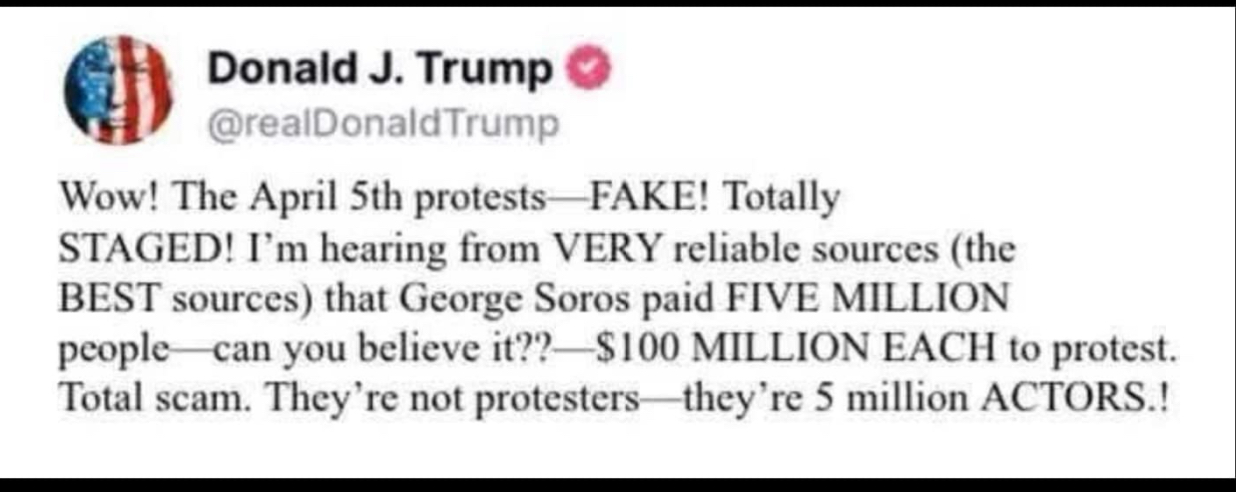 Donald J. Trump
@realDonaldTrump
Wow! The April 5th protests—FAKE! Totally
STAGED! I'm hearing from VERY reliable sources (the
BEST sources) that George Soros paid FIVE MILLION
people—can you believe it??—$100 MILLION EACH to protest.
Total scam. They're not protesters—they're 5 million ACTORS.!